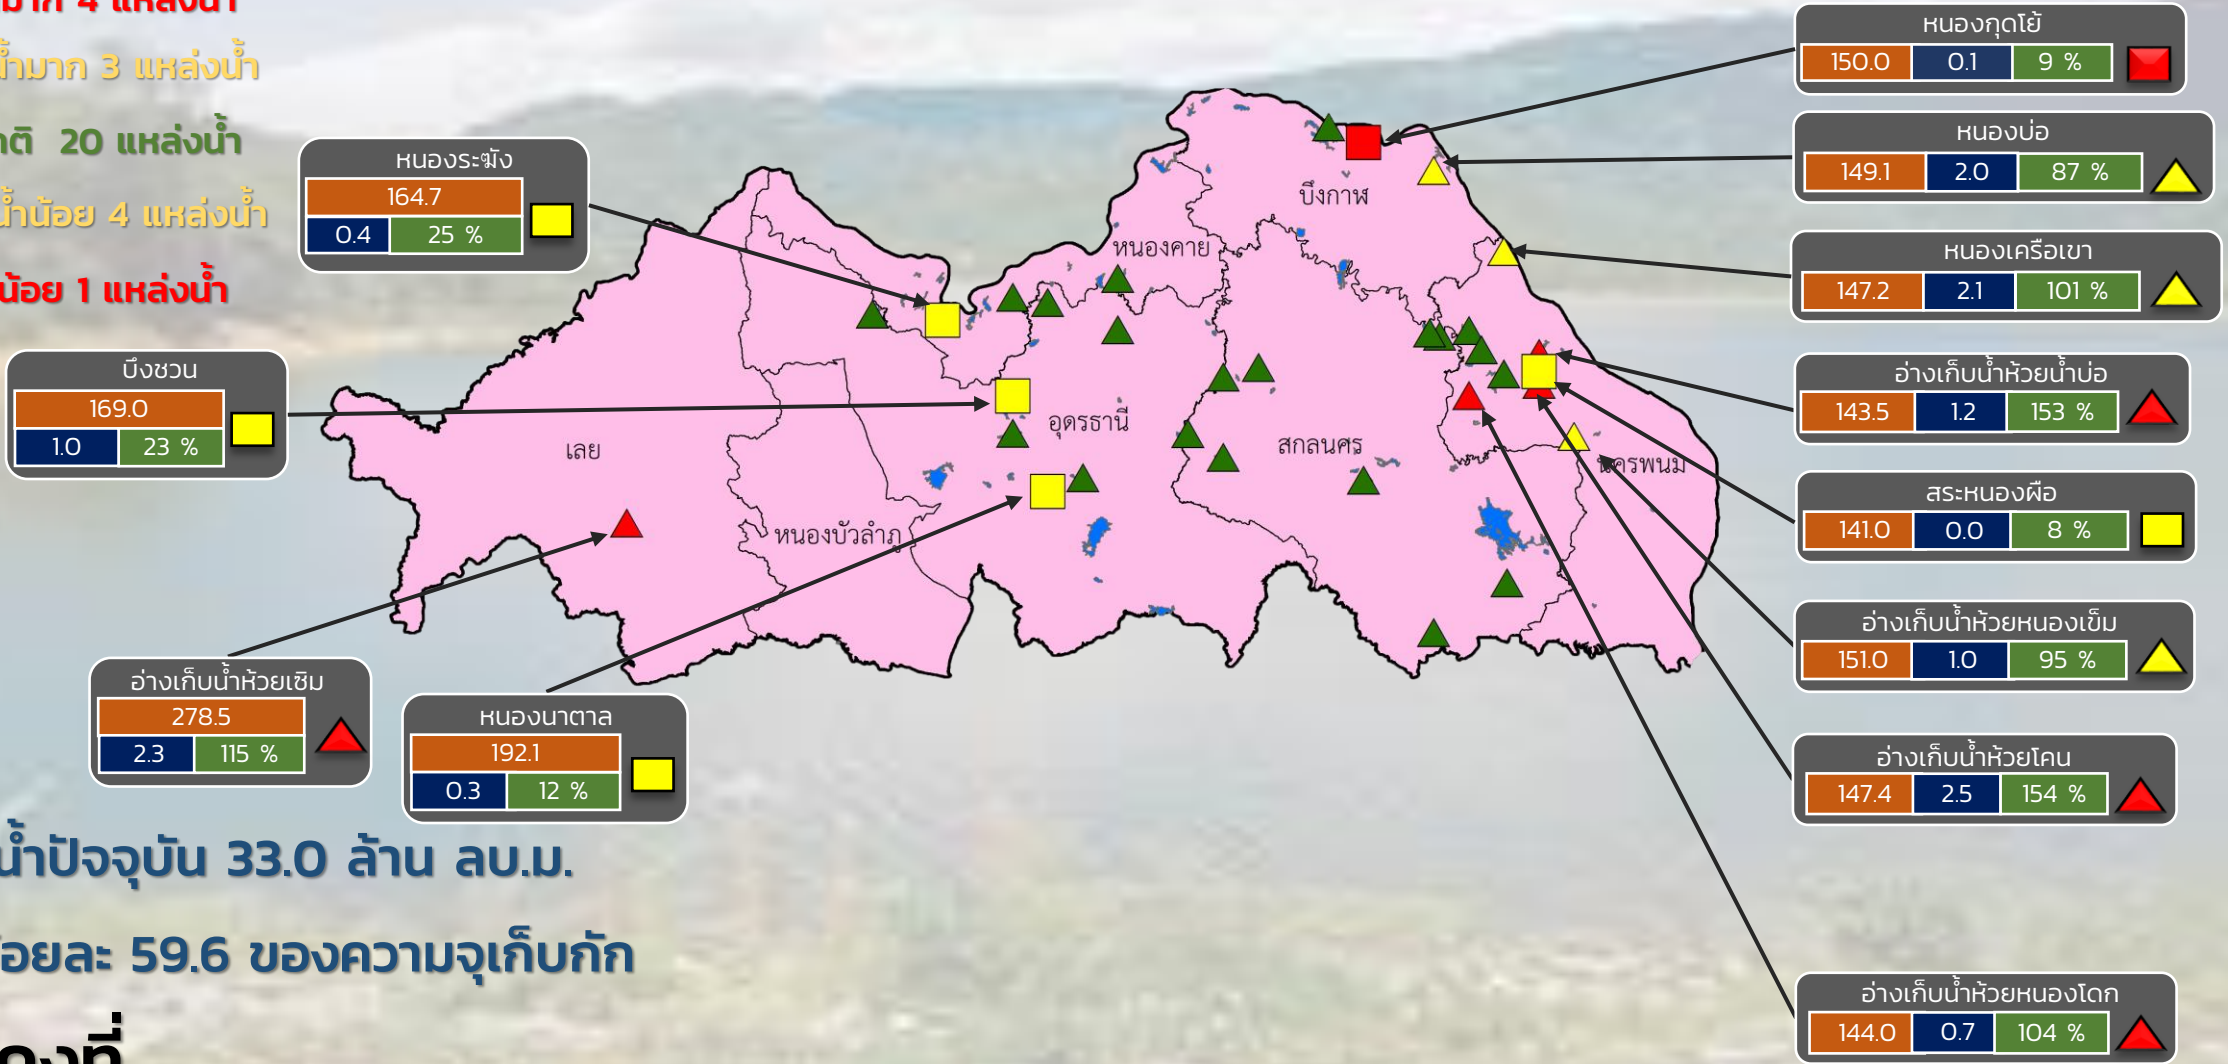 มาก 4 แหล่งน้ำ
น้ำมาก 3 แหล่งน้ำ
20 แหล่งน้ำ
น้ำน้อย 4 แหล่งน้ำ
น้อย 1 แหล่งน้ำ
หนองระฆัง
164.7
0.4 25 %
บึงชวน
169.0
1.0 23 %
อ่างเก็บน้ำห้วยเซิม
278.5
2.3 115 %
หนองนาตาล
192.1
0.3 12 %
บึงกาฬ
หนองคาย
อุดรธานี
เลย
สกลนคร
นครพนม
หนองบัวลำภู
หนองกุดโย้
150.0 0.1 9 %
หนองบ่อ
149.1 2.0 87 %
หนองเครือเขา
147.2 2.1 101 %
อ่างเก็บน้ำห้วยน้ำบ่อ
143.5 1.2 153 %
สระหนองผือ
141.0 0.0 8 %
อ่างเก็บน้ำห้วยหนองเข็ม
151.0 1.0 95 %
อ่างเก็บน้ำห้วยโคน
147.4 2.5 154 %
อ่างเก็บน้ำห้วยหนองโดก
144.0 0.7 104 %
น้ำปัจจุบัน 33.0 ล้าน ลบ.ม.
้อยละ 59.6 ของความจุเก็บกัก